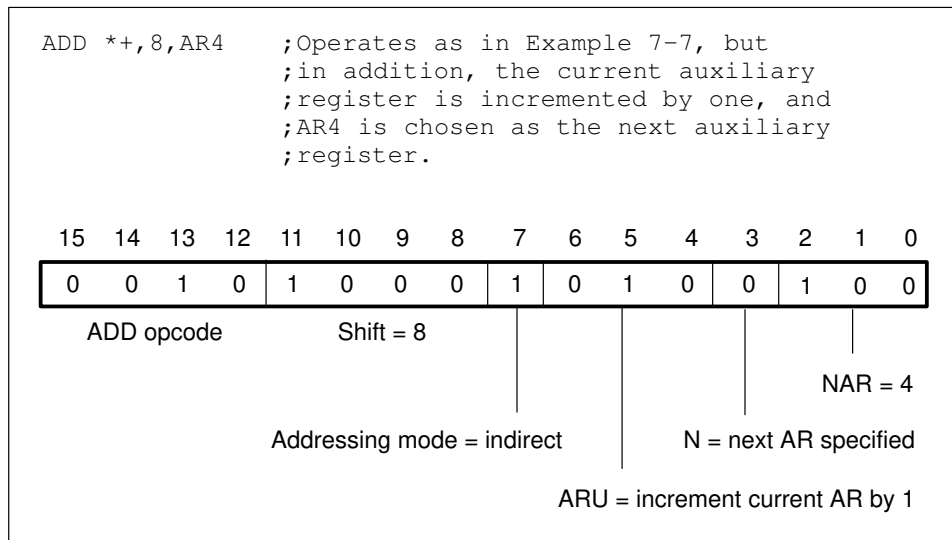 ADD *+,8,AR4 ;Operates as in Example 7–7, but
;in addition, the current auxiliary
;register is incremented by one, and
;AR4 is chosen as the next auxiliary
;register.
15 14 13 12 11 10 9 8 7 6 5 4 3 2 1 0
0 0 1 0 1 0 0 0 1 0 1 0 0 1 0 0
ADD opcode Shift = 8
NAR = 4
Addressing mode = indirect N = next AR specified
ARU = increment current AR by 1